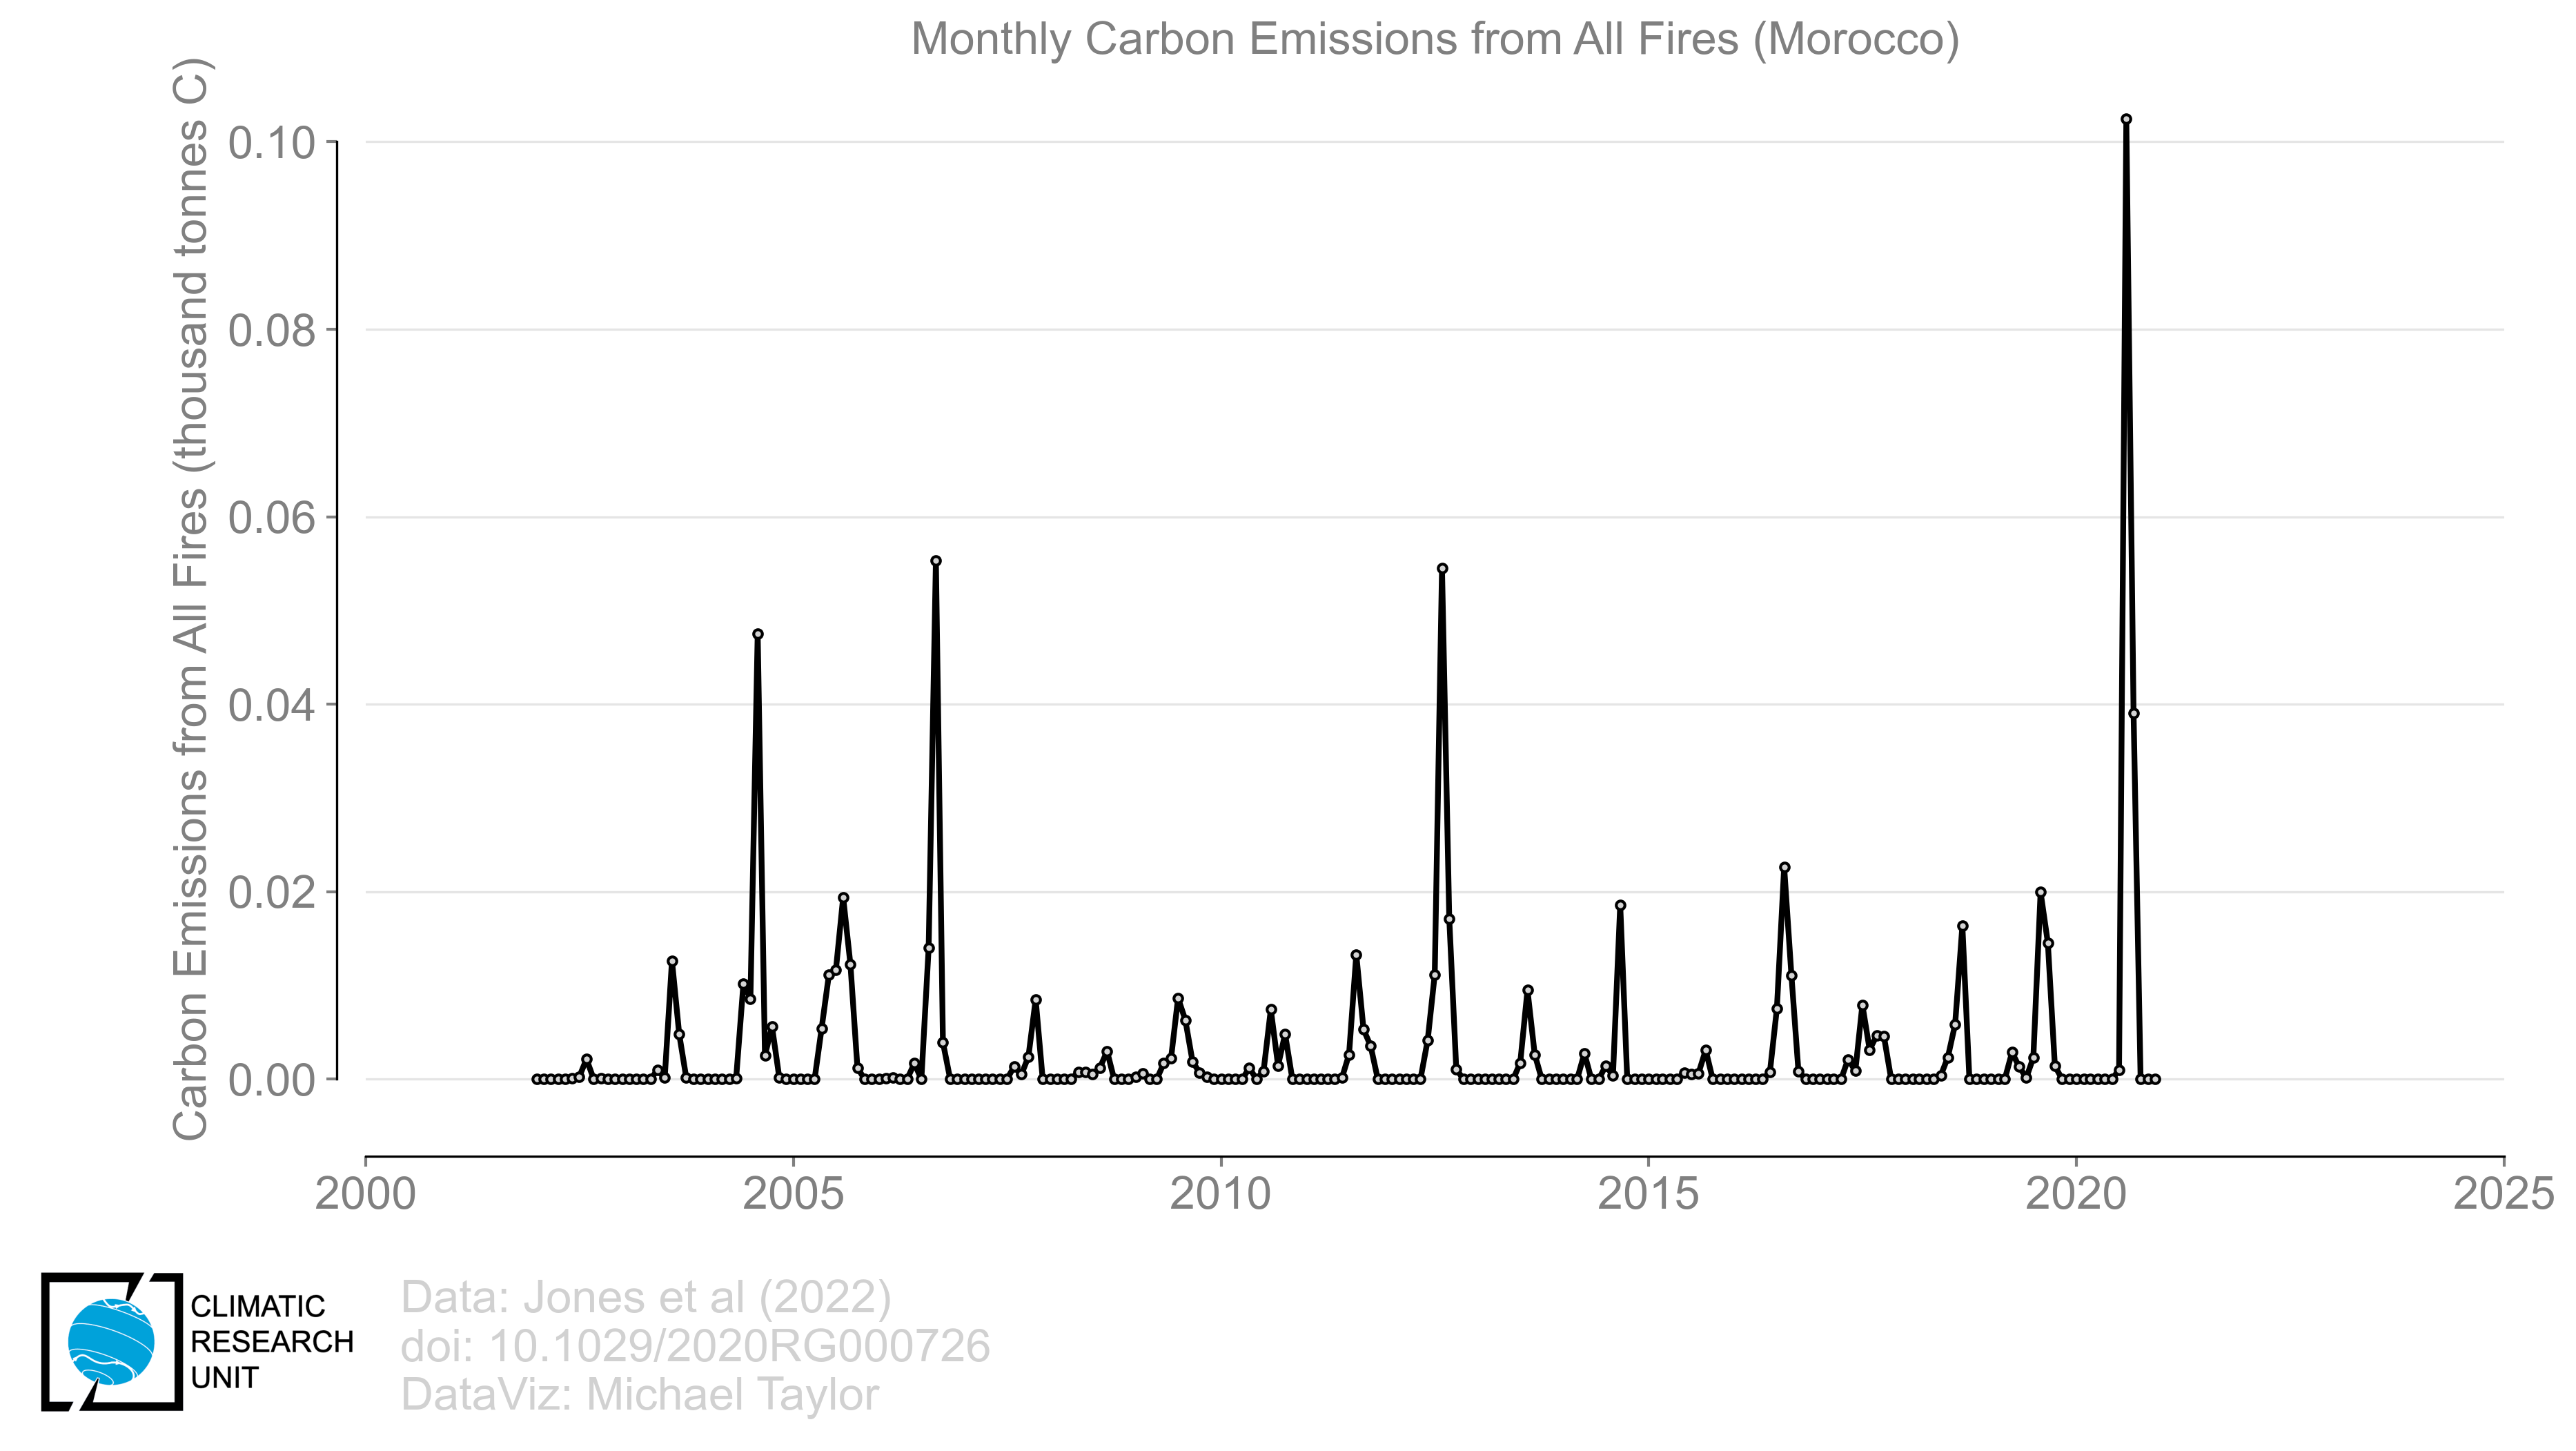 Monthly Carbon Emissions from All Fires (Morocco)
Carbon Emissions from All Fires (thousand tonnes C)
0.10
0.08
0.06
0.04
0.02
0.00
2000 2005 2010 2015 2020 2025
CLIMATIC
RESEARCH
UNIT
Data: Jones et al (2022)
doi: 10.1029/2020RG000726
DataViz: Michael Taylor